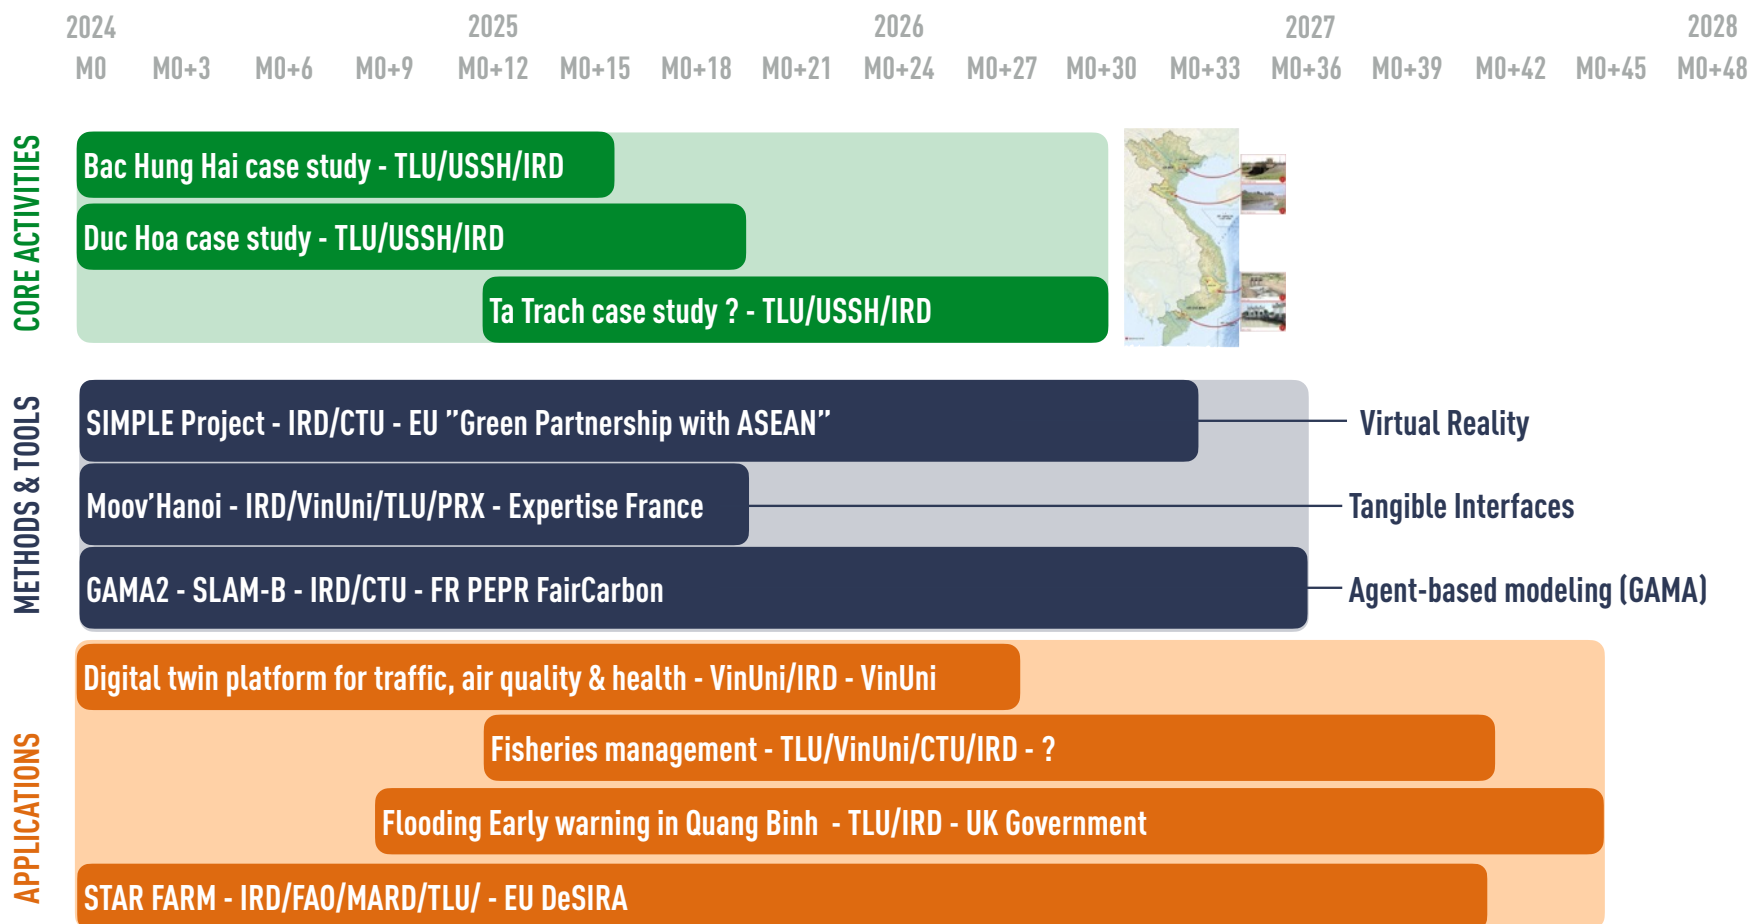 2024 2025 2026 2027 2028
M0 M0+3 M0+6 M0+9 M0+12 M0+15 M0+18 M0+21 M0+24 M0+27 M0+30 M0+33 M0+36 M0+39 M0+42 M0+45 M0+48
CORE ACTIVITIES
Bac Hung Hai case study - TLU/USSH/IRD
Duc Hoa case study - TLU/USSH/IRD
Ta Trach case study ? - TLU/USSH/IRD
METHODS & TOOLS
SIMPLE Project - IRD/CTU - EU ”Green Partnership with ASEAN”
Virtual Reality
Moov’Hanoi - IRD/VinUni/TLU/PRX - Expertise France
Tangible Interfaces
GAMA2 - SLAM-B - IRD/CTU - FR PEPR FairCarbon
Agent-based modeling (GAMA)
APPLICATIONS
Digital twin platform for traffic, air quality & health - VinUni/IRD - VinUni
Fisheries management - TLU/VinUni/CTU/IRD - ?
Flooding Early warning in Quang Binh - TLU/IRD - UK Government
STAR FARM - IRD/FAO/MARD/TLU/ - EU DeSIRA